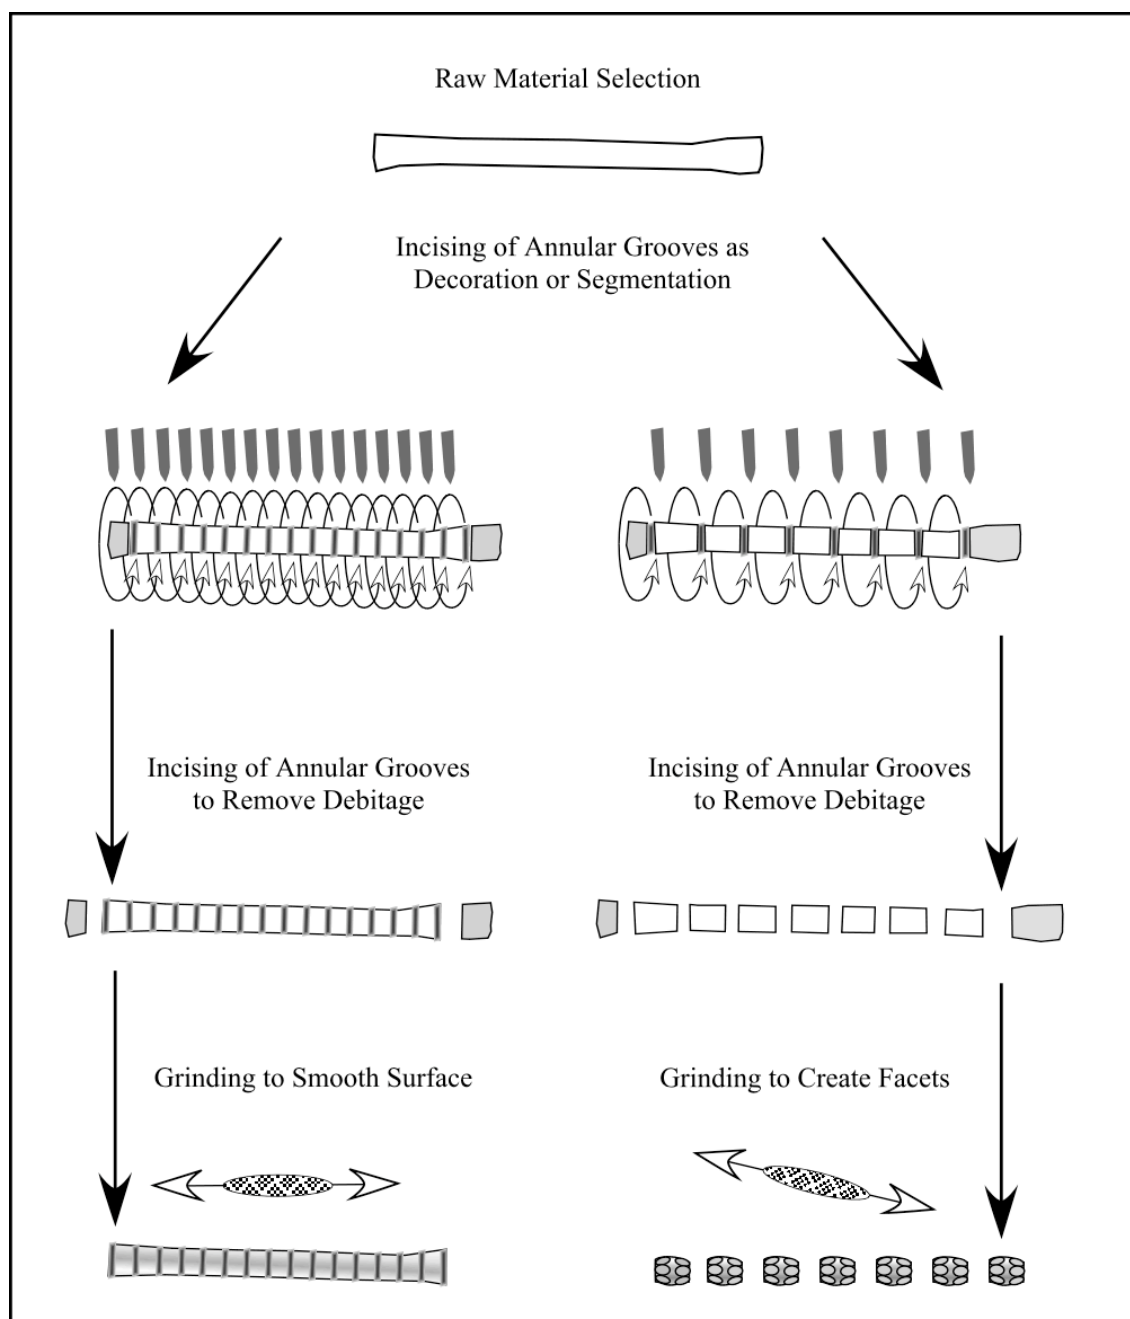 Raw Material Selection
Incising of Annular Grooves as
Decoration or Segmentation
Incising of Annular Grooves
to Remove Debitage
Incising of Annular Grooves
to Remove Debitage
Grinding to Smooth Surface
Grinding to Create Facets